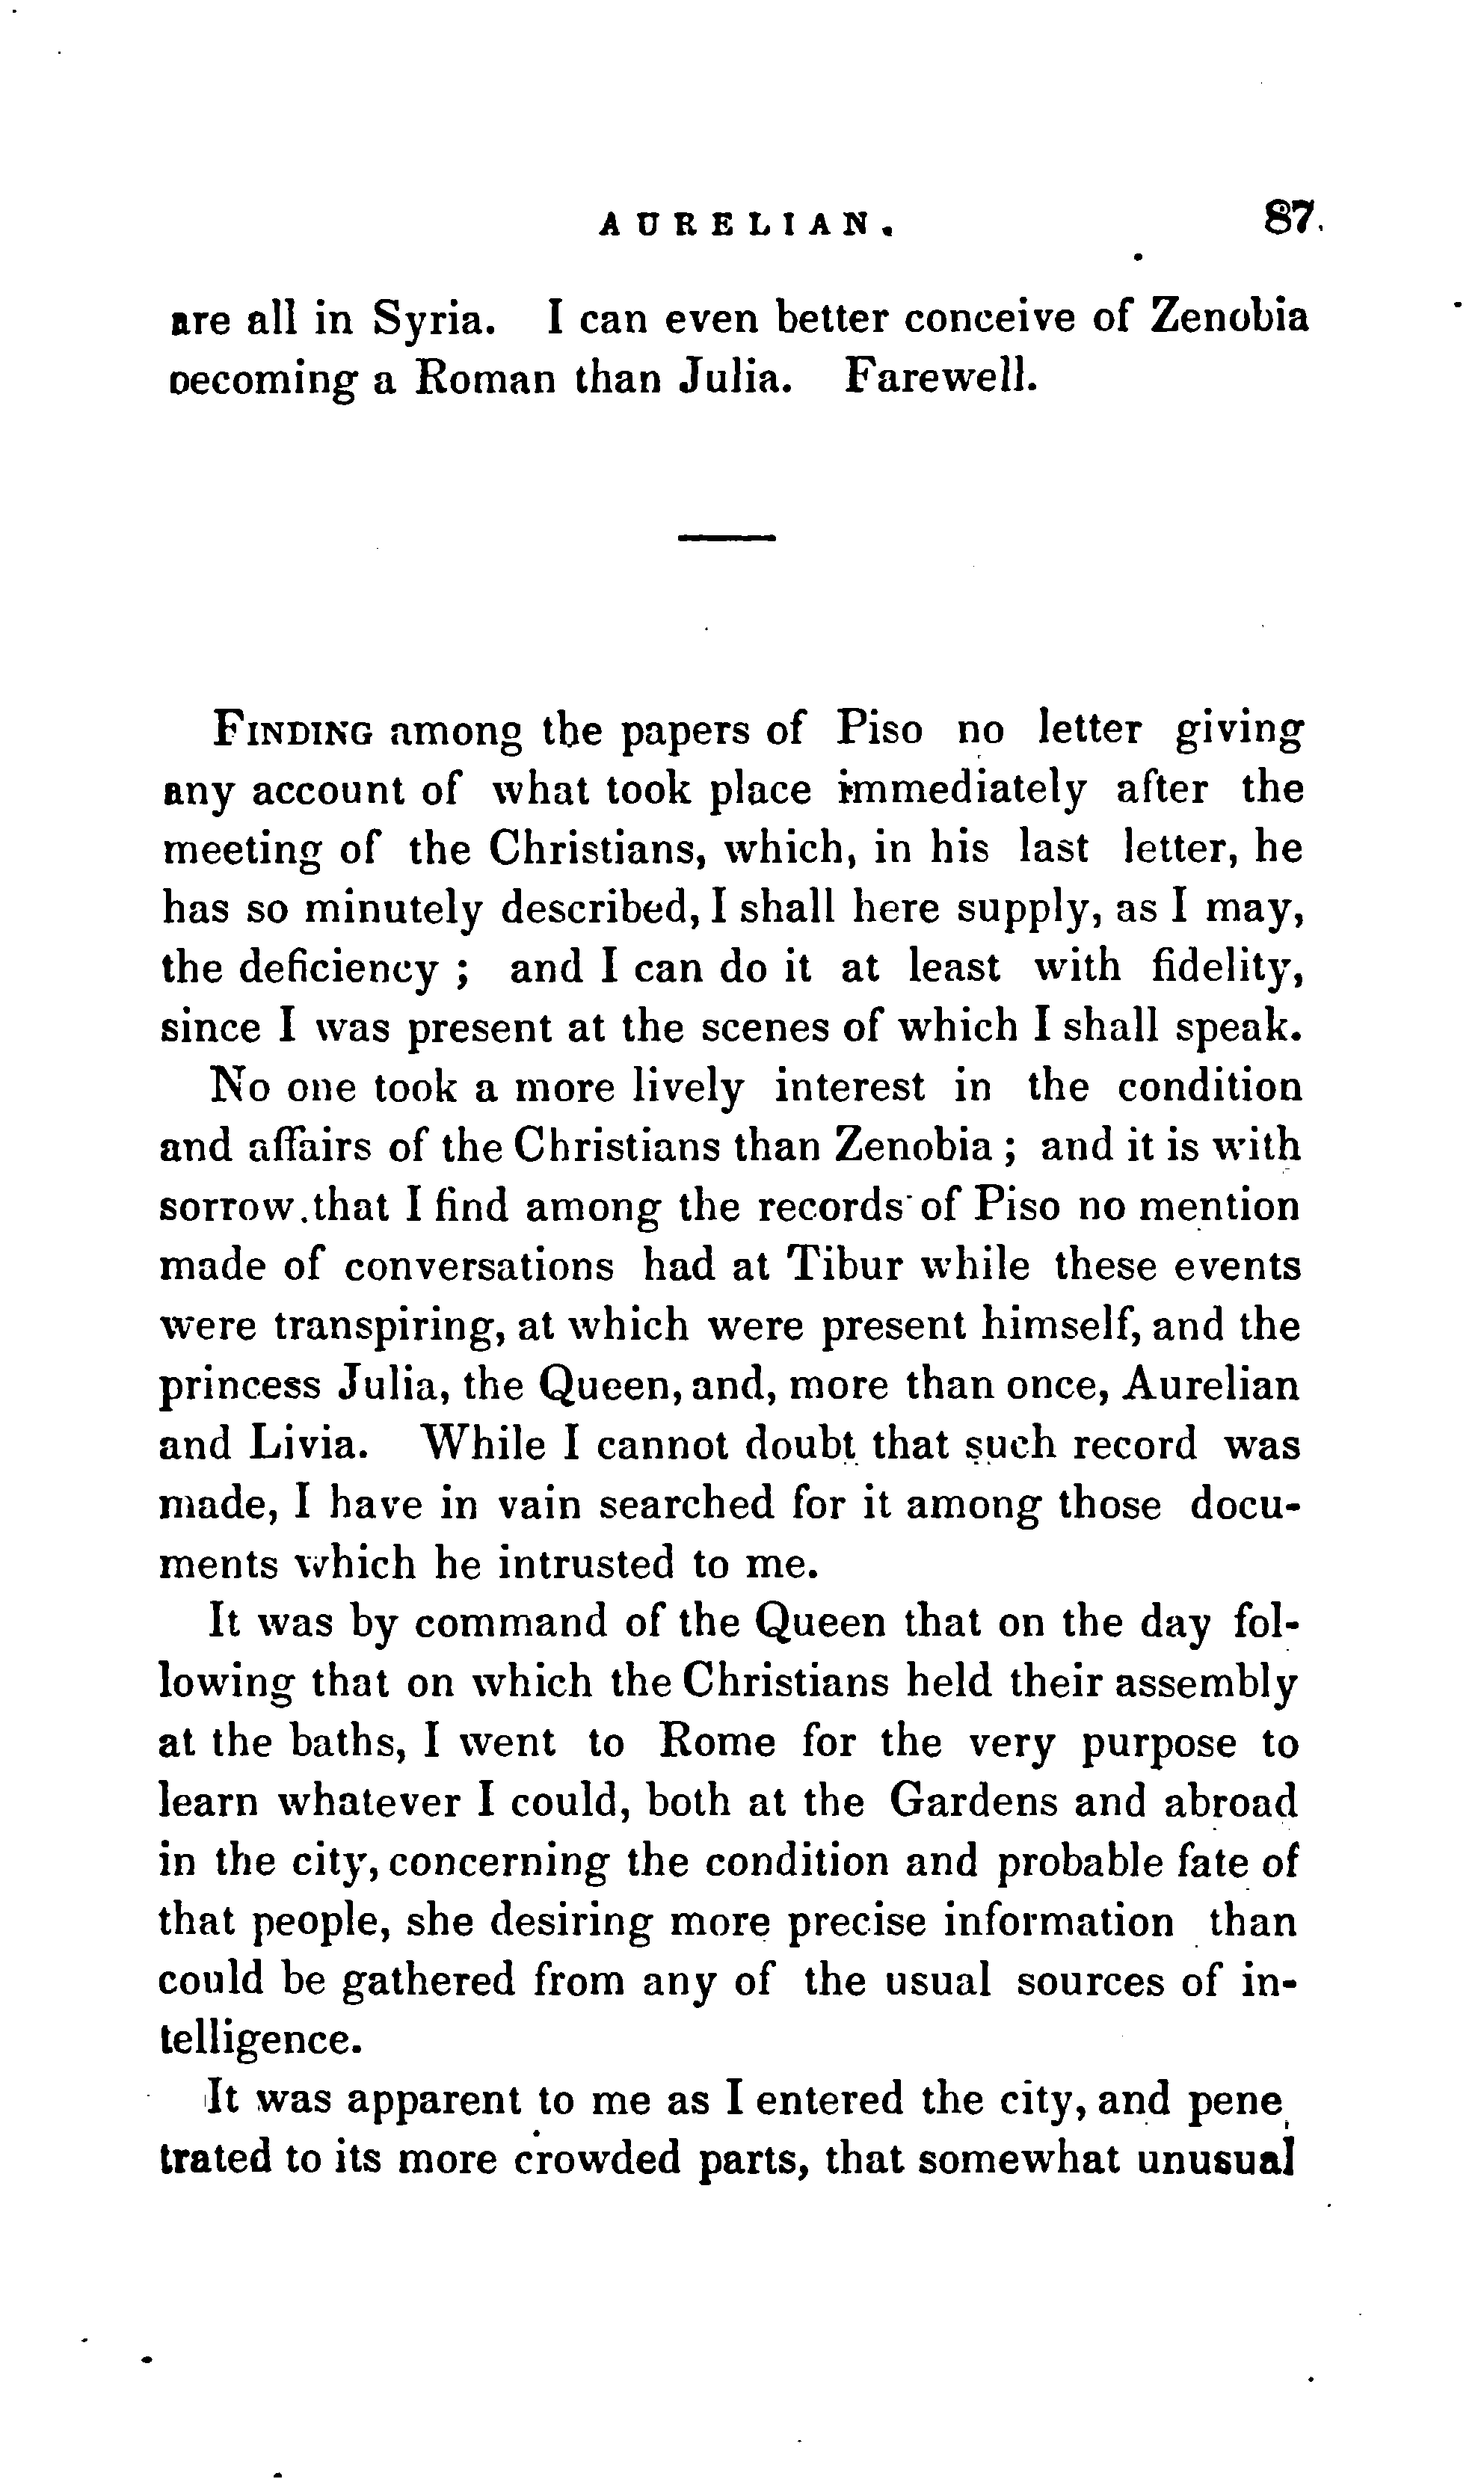 AURELIAN. 87
are all in Syria. I can even better conceive of Zenobia
becoming a Roman than Julia. Farewell.
FINDING among the papers of Piso no letter giving
any account of what took place immediately after the
meeting of the Christians, which, in his last letter, he
has so minutely described, I shall here supply, as I may,
the deficiency ; and I can do it at least with fidelity,
since I was present at the scenes of which I shall speak.
No one took a more lively interest in the condition
and affairs of the Christians than Zenobia ; and it is with
sorrow that I find among the records of Piso no mention
made of conversations had at Tibur while these events
were transpiring, at which were present himself, and the
princess Julia, the Queen, and, more than once, Aurelian
and Livia. While I cannot doubt that such record was
made, I have in vain searched for it among those docu-
ments which he intrusted to me.
It was by command of the Queen that on the day fol-
lowing that on which the Christians held their assembly
at the baths, I went to Rome for the very purpose to
learn whatever I could, both at the Gardens and abroad
in the city, concerning the condition and probable fate of
that people, she desiring more precise information than
could be gathered from any of the usual sources of in-
telligence.
It was apparent to me as I entered the city, and pene
trated to its more crowded parts, that somewhat unusual